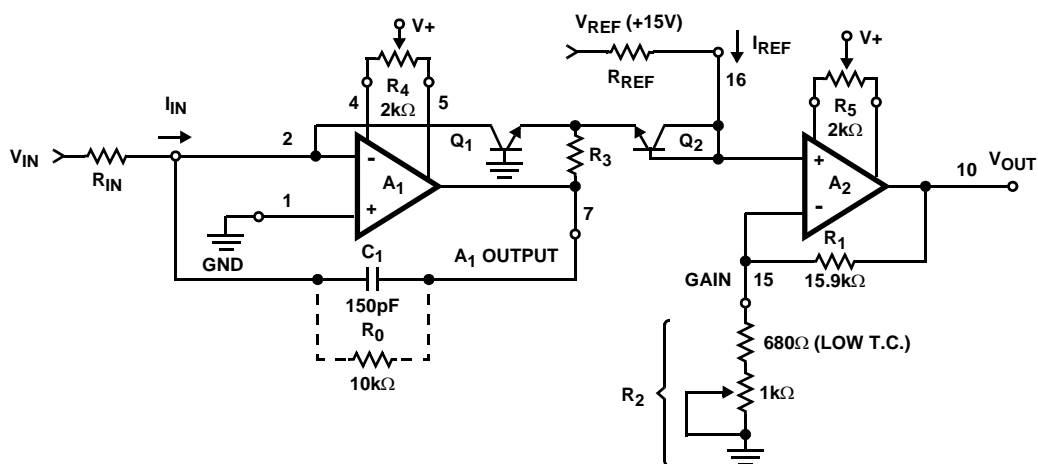 V+
R4
2kΩ
4
5
VREF (+15V)
RREF
IREF
16
V+
R5
2kΩ
IIN
2
VIN
RIN
Q1
R3
Q2
-
A1
+
1
GND
7
+
A2
-
10
VOUT
C1
150pF
A1 OUTPUT
R1
15.9kΩ
GAIN
15
R0
10kΩ
680Ω (LOW T.C.)
R2
1kΩ